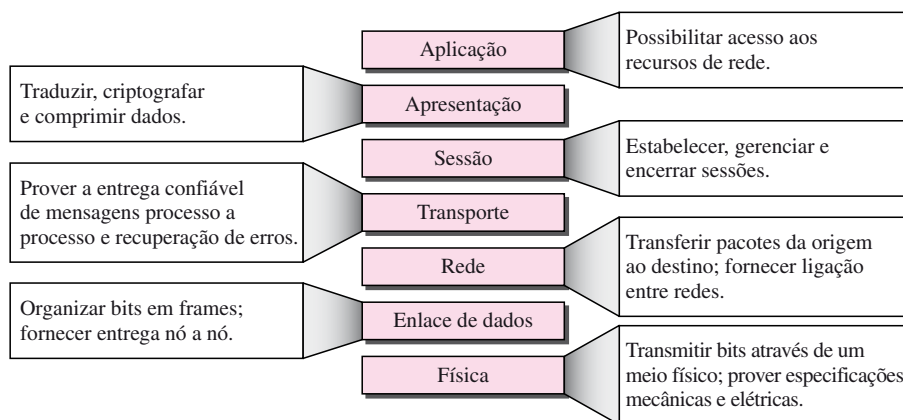 Aplicação
Possibilitar acesso aos
recursos de rede.
Traduzir, criptografar
e comprimir dados.
Apresentação
Sessão
Estabelecer, gerenciar e
encerrar sessões.
Prover a entrega confiável
de mensagens processo a
processo e recuperação de erros.
Transporte
Rede
Transferir pacotes da origem
ao destino; fornecer ligação
entre redes.
Organizar bits em frames;
fornecer entrega nó a nó.
Enlace de dados
Física
Transmitir bits através de um
meio físico; prover especificações
mecânicas e elétricas.